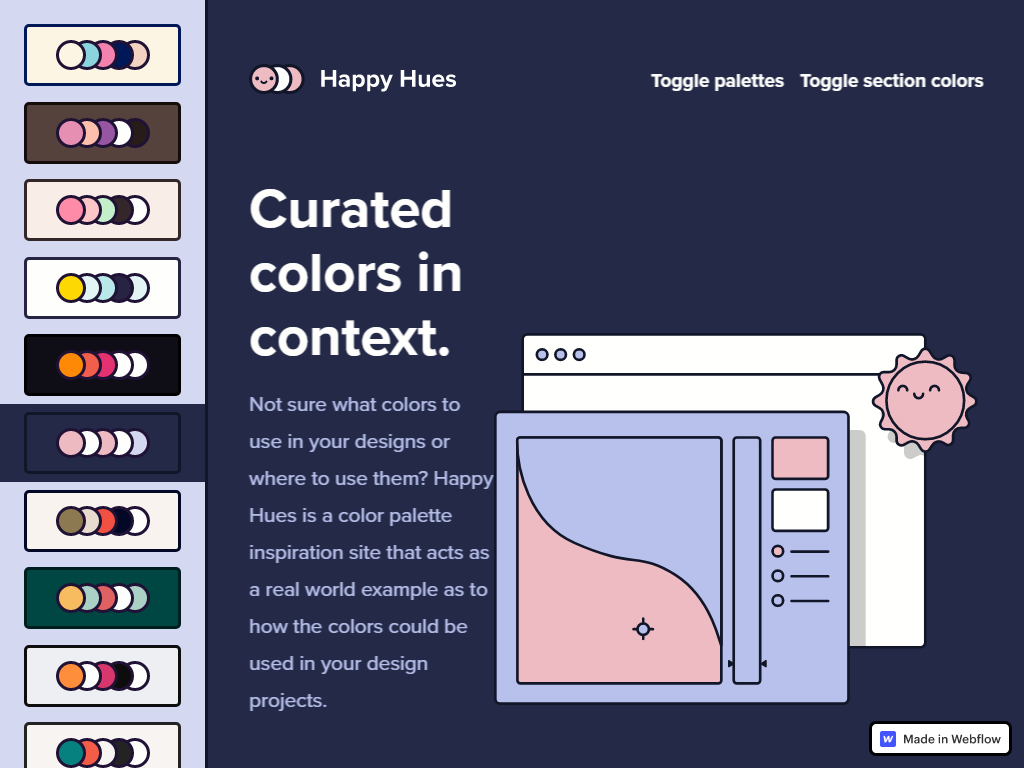 Happy Hues
Toggle palettes
Toggle section colors
Curated
colors in
context.
Not sure what colors to
use in your designs or
where to use them? Happy
Hues is a color palette
inspiration site that acts as
a real world example as to
how the colors could be
used in your design
projects.
Made in Webflow